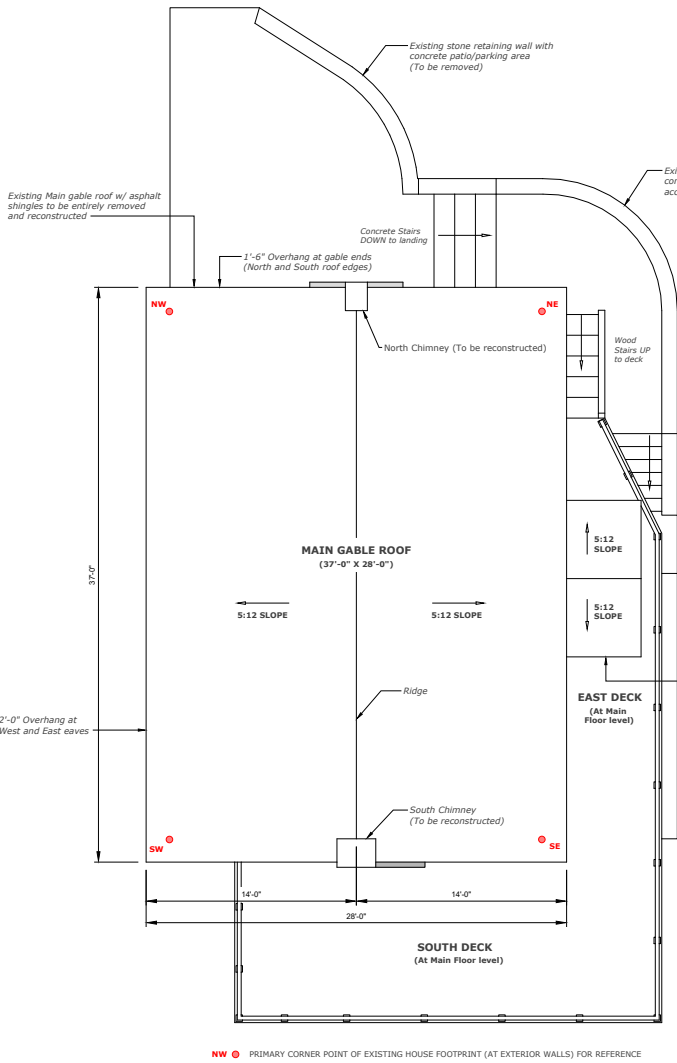 Existing stone retaining wall with
concrete patio/parking area
(To be removed)
Exi
con
acc
Existing Main gable roof w/ asphalt
shingles to be entirely removed
and reconstructed
Concrete Stairs
DOWN to landing
1'-6" Overhang at gable ends
(North and South roof edges)
NW
NE
North Chimney (To be reconstructed)
Wood
Stairs UP
to deck
MAIN GABLE ROOF
(37'-0" X 28'-0")
5:12
SLOPE
37'-0"
5:12 SLOPE
5:12 SLOPE
5:12
SLOPE
Ridge
EAST DECK
(At Main
Floor level)
2'-0" Overhang at
West and East eaves
South Chimney
(To be reconstructed)
SW
SE
14'-0"
14'-0"
28'-0"
SOUTH DECK
(At Main Floor level)
NW PRIMARY CORNER POINT OF EXISTING HOUSE FOOTPRINT (AT EXTERIOR WALLS) FOR REFERENCE